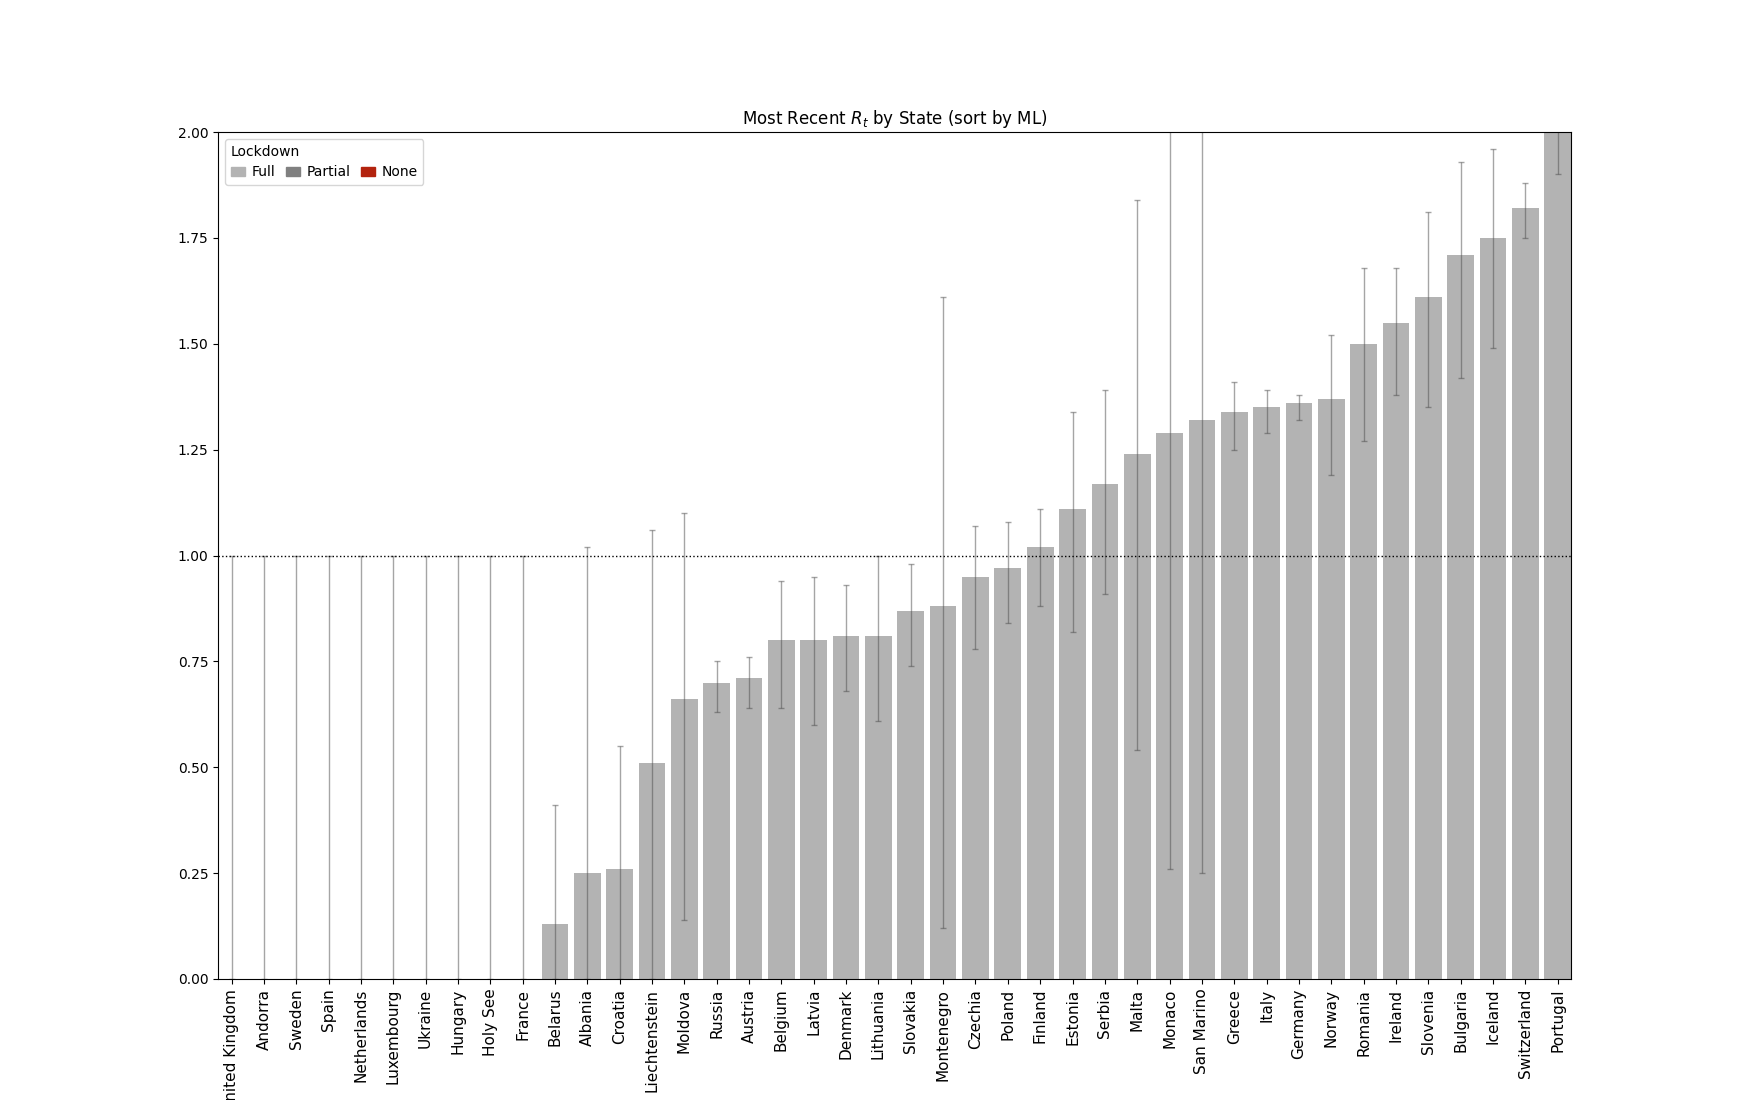 Most Recent Rt by State (sort by ML)
Lockdown
Full Partial None
2.00
1.75
1.50
1.25
1.00
0.75
0.50
0.25
0.00
nited Kingdom
Andorra
Sweden
Spain
Netherlands
Luxembourg
Ukraine
Hungary
Holy See
France
Belarus
Albania
Croatia
Liechtenstein
Moldova
Russia
Austria
Belgium
Latvia
Denmark
Lithuania
Slovakia
Montenegro
Czechia
Poland
Finland
Estonia
Serbia
Malta
Monaco
San Marino
Greece
Italy
Germany
Norway
Romania
Ireland
Slovenia
Bulgaria
Iceland
Switzerland
Portugal